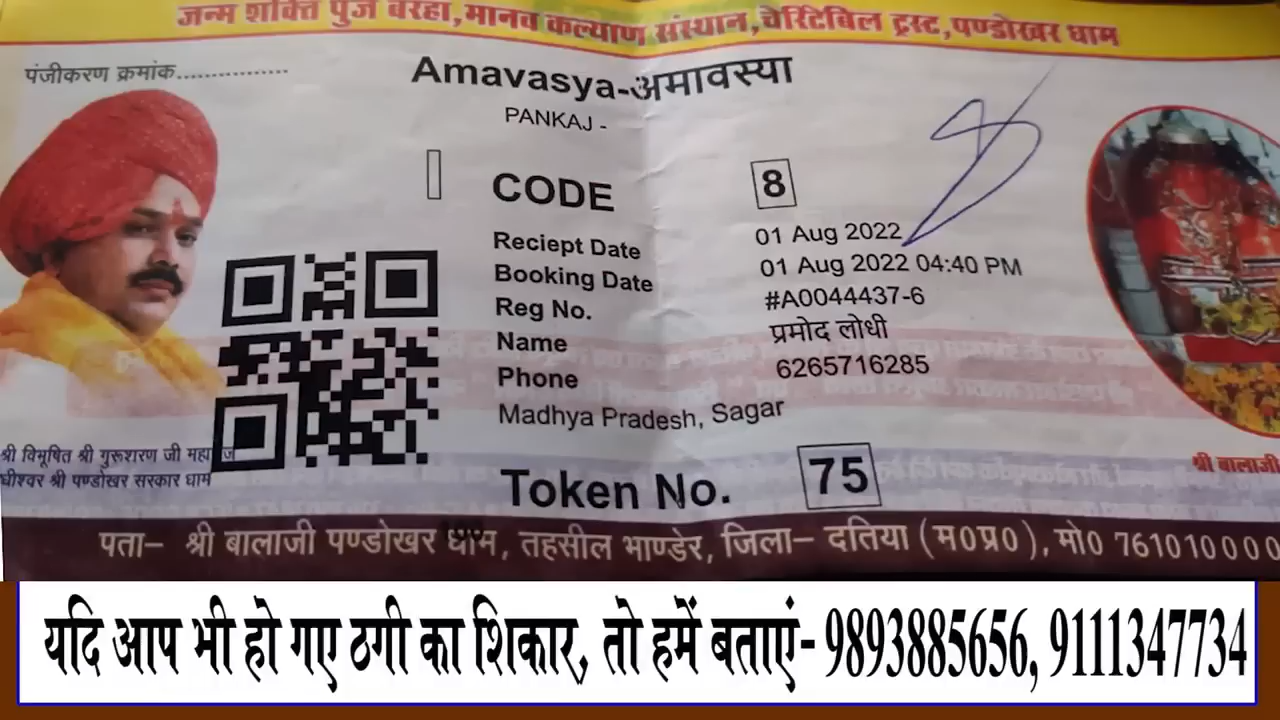 जन्म शक्ति पुंज वरहा,मानव कल्याण संस्थान,चेरिटिबिल ट्रस्ट,पण्डोखर धाम
पंजीकरण क्रमांक................
Amavasya-अमावस्या
PANKAJ -
CODE 8
Reciept Date 01 Aug 2022
Booking Date 01 Aug 2022 04:40 PM
Reg No. #A0044437-6
Name प्रमोद लोधी
Phone 6265716285
Madhya Pradesh, Sagar
श्री विभूषित श्री गुरूशरण जी महा
धीश्वर श्री पण्डोखर सरकार धाम
श्री बालाजी
Token No. 75
पता– श्री बालाजी पण्डोखर धाम, तहसील भाण्डेर, जिला– दतिया (म0प्र0), मो0 7610100000
यदि आप भी हो गए ठगी का शिकार, तो हमें बताएं- 9893885656, 9111347734